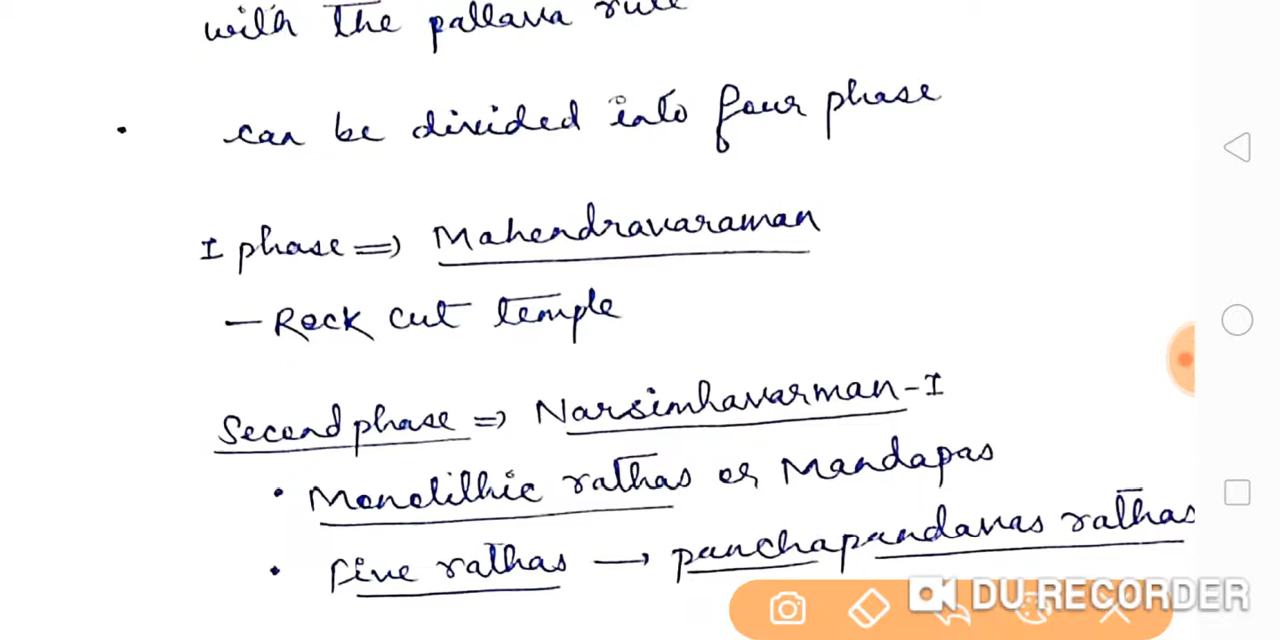 with the pallava rule
• can be divided into four phase
I phase => Mahendravaraman
- Rock cut temple
Second phase => Narsimhavarman - I
• Monolithic rathas or Mandapas
• five rathas → panchapandavas rathas
DU RECORDER